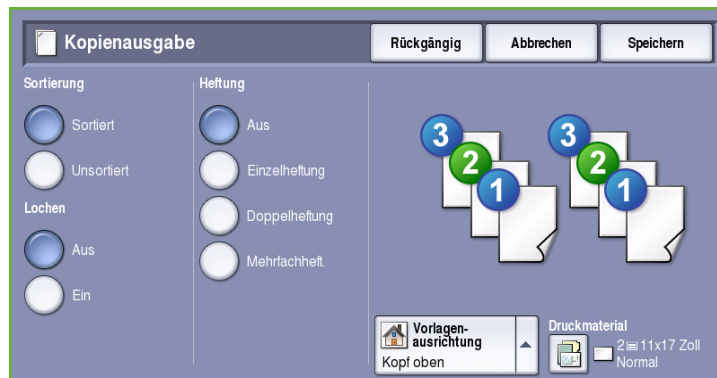 Kopienausgabe
Rückgängig
Abbrechen
Speichern
Sortierung
Sortiert
Unsortiert
Lochen
Aus
Ein
Heftung
Aus
Einzelheftung
Doppelheftung
Mehrfachheft.
3
2
1
3
2
1
Vorlagen-
ausrichtung
Kopf oben
Druckmaterial
2 11x17 Zoll
Normal